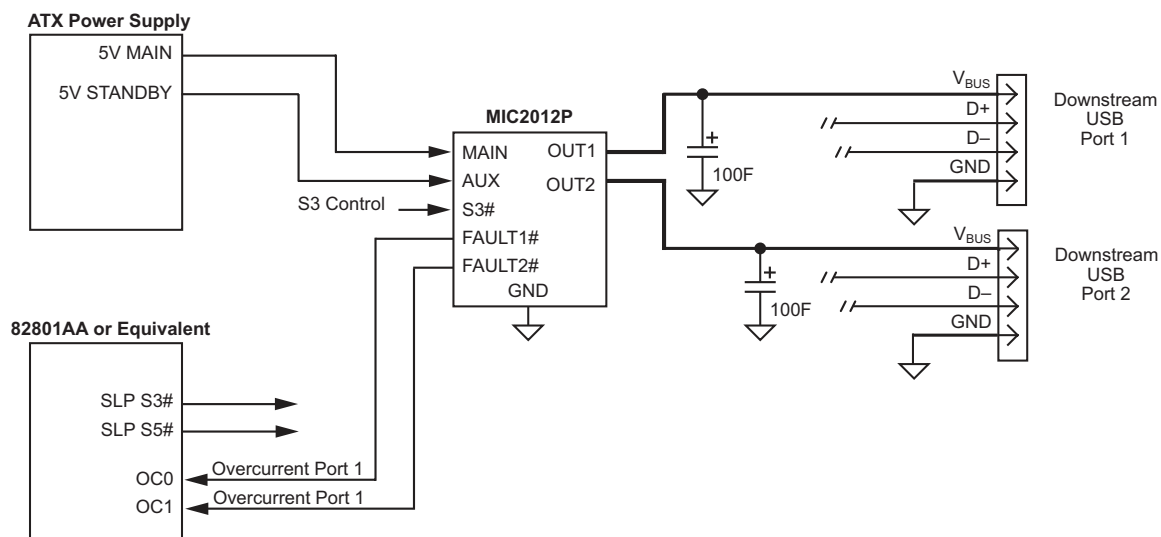 ATX Power Supply
5V MAIN
5V STANDBY
MIC2012P
MAIN
AUX
S3#
FAULT1#
FAULT2#
GND
OUT1
OUT2
S3 Control
100F
100F
VBUS
D+
D–
GND
Downstream
USB
Port 1
VBUS
D+
D–
GND
Downstream
USB
Port 2
82801AA or Equivalent
SLP S3#
SLP S5#
OC0
OC1
Overcurrent Port 1
Overcurrent Port 1